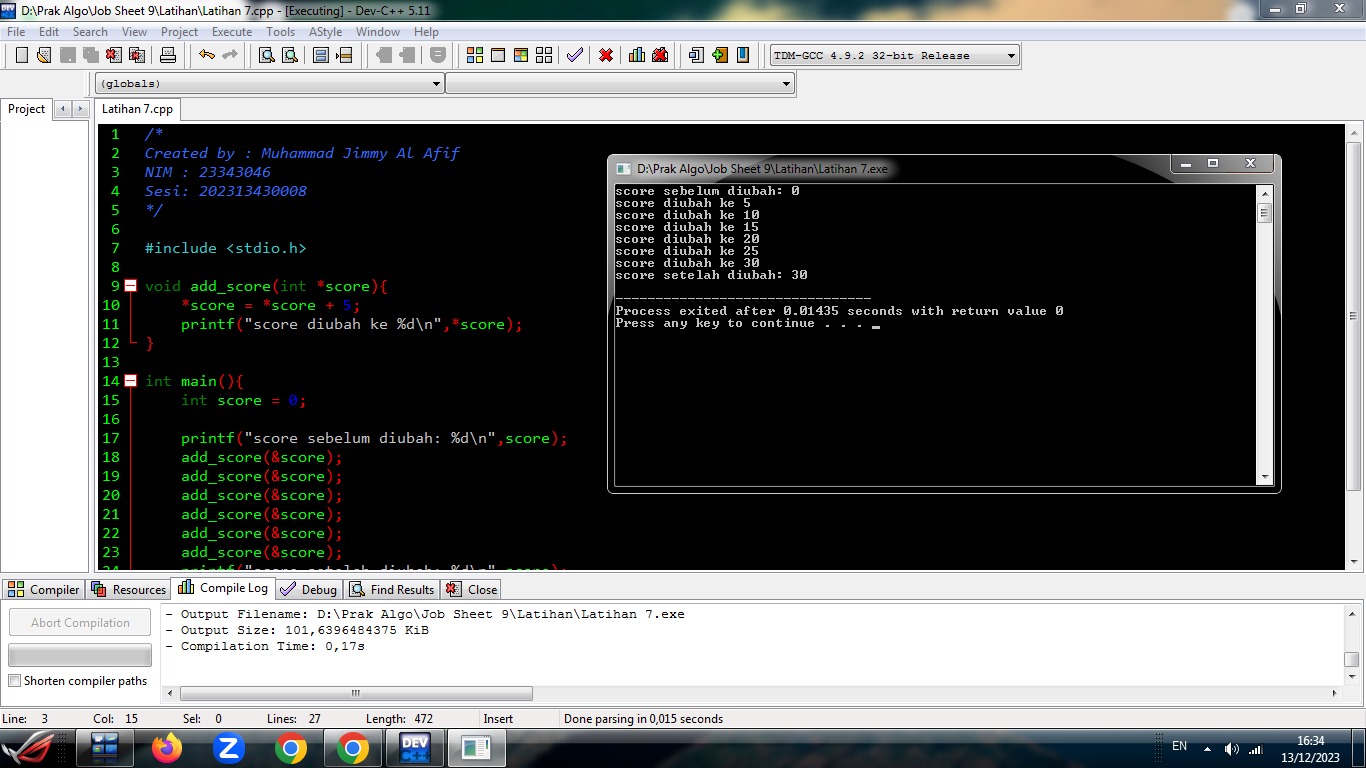 D:\Prak Algo\Job Sheet 9\Latihan\Latihan 7.cpp - [Executing] - Dev-C++ 5.11
File Edit Search View Project Execute Tools AStyle Window Help
TDM-GCC 4.9.2 32-bit Release
(globals)
Project
Latihan 7.cpp
1 /*
2 Created by : Muhammad Jimmy Al Afif
3 NIM : 23343046
4 Sesi: 202313430008
5 */
6
7 #include <stdio.h>
8
9 void add_score(int *score){
10 *score = *score + 5;
11 printf("score diubah ke %d\n",*score);
12 }
13
14 int main(){
15 int score = 0;
16
17 printf("score sebelum diubah: %d\n",score);
18 add_score(&score);
19 add_score(&score);
20 add_score(&score);
21 add_score(&score);
22 add_score(&score);
23 add_score(&score);
24 printf("score setelah diubah: %d\n",score);
D:\Prak Algo\Job Sheet 9\Latihan\Latihan 7.exe
score sebelum diubah: 0
score diubah ke 5
score diubah ke 10
score diubah ke 15
score diubah ke 20
score diubah ke 25
score diubah ke 30
score setelah diubah: 30
--------------------------------
Process exited after 0.01435 seconds with return value 0
Press any key to continue . . . _
Compiler Resources Compile Log Debug Find Results Close
Abort Compilation
Shorten compiler paths
- Output Filename: D:\Prak Algo\Job Sheet 9\Latihan\Latihan 7.exe
- Output Size: 101,6396484375 KiB
- Compilation Time: 0,17s
Line: 3 Col: 15 Sel: 0 Lines: 27 Length: 472 Insert Done parsing in 0,015 seconds
DEV C++
EN
16:34
13/12/2023